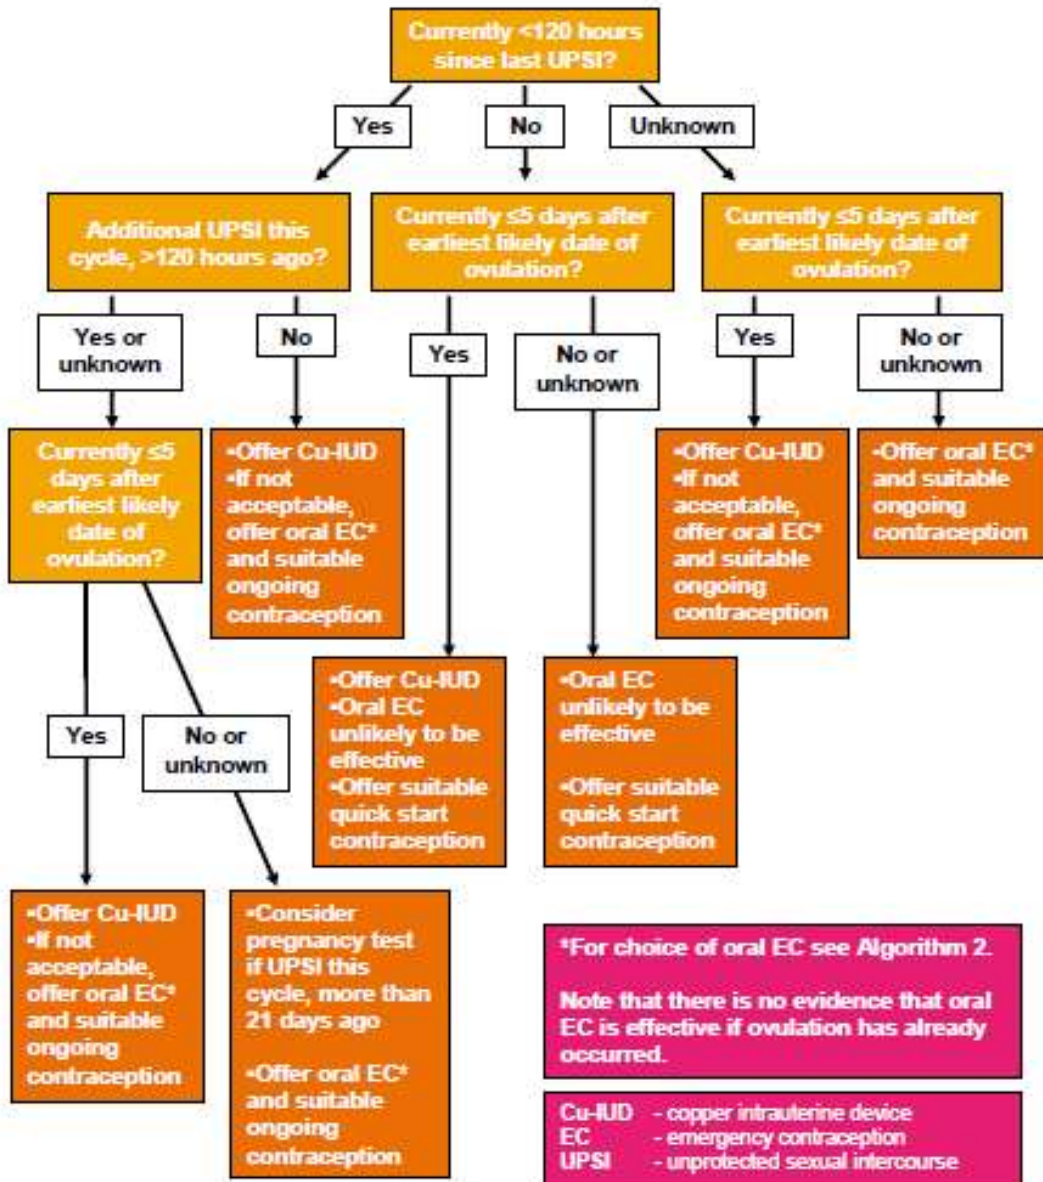 Currently <120 hours
since last UPSI?
Yes
No
Unknown
Additional UPSI this
cycle, >120 hours ago?
Currently ≤5 days after
earliest likely date of
ovulation?
Currently ≤5 days after
earliest likely date of
ovulation?
Yes or
unknown
No
Yes
No or
unknown
Yes
No or
unknown
Currently ≤5
days after
earliest likely
date of
ovulation?
•Offer Cu-IUD
•If not
acceptable,
offer oral EC*
and suitable
ongoing
contraception
•Offer Cu-IUD
•If not
acceptable,
offer oral EC*
and suitable
ongoing
contraception
•Offer oral EC*
and suitable
ongoing
contraception
Yes
No or
unknown
•Offer Cu-IUD
•Oral EC
unlikely to be
effective
•Offer suitable
quick start
contraception
•Oral EC
unlikely to be
effective
•Offer suitable
quick start
contraception
•Offer Cu-IUD
•If not
acceptable,
offer oral EC*
and suitable
ongoing
contraception
•Consider
pregnancy test
if UPSI this
cycle, more than
21 days ago
•Offer oral EC*
and suitable
ongoing
contraception
*For choice of oral EC see Algorithm 2.
Note that there is no evidence that oral
EC is effective if ovulation has already
occurred.
Cu-IUD - copper intrauterine device
EC - emergency contraception
UPSI - unprotected sexual intercourse